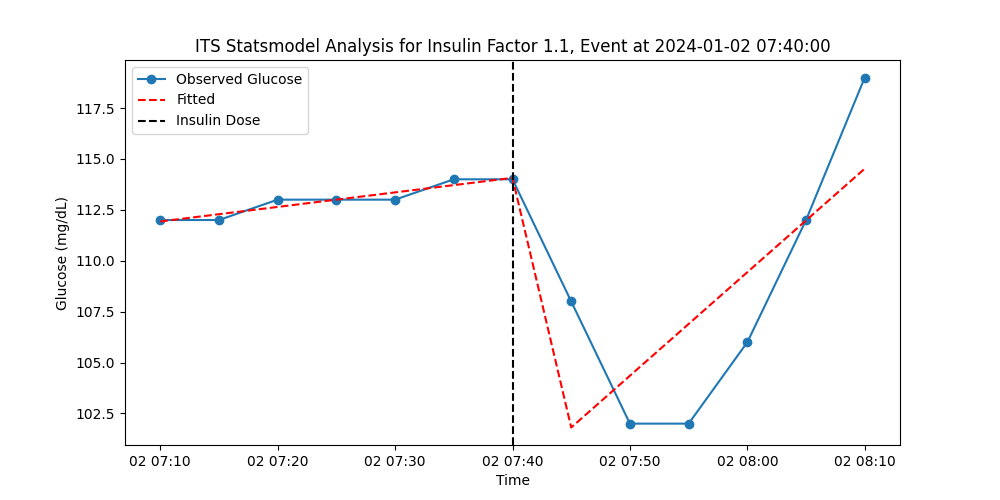 ITS Statsmodel Analysis for Insulin Factor 1.1, Event at 2024-01-02 07:40:00
Observed Glucose
Fitted
Insulin Dose
Glucose (mg/dL)
117.5
115.0
112.5
110.0
107.5
105.0
102.5
02 07:10 02 07:20 02 07:30 02 07:40 02 07:50 02 08:00 02 08:10
Time